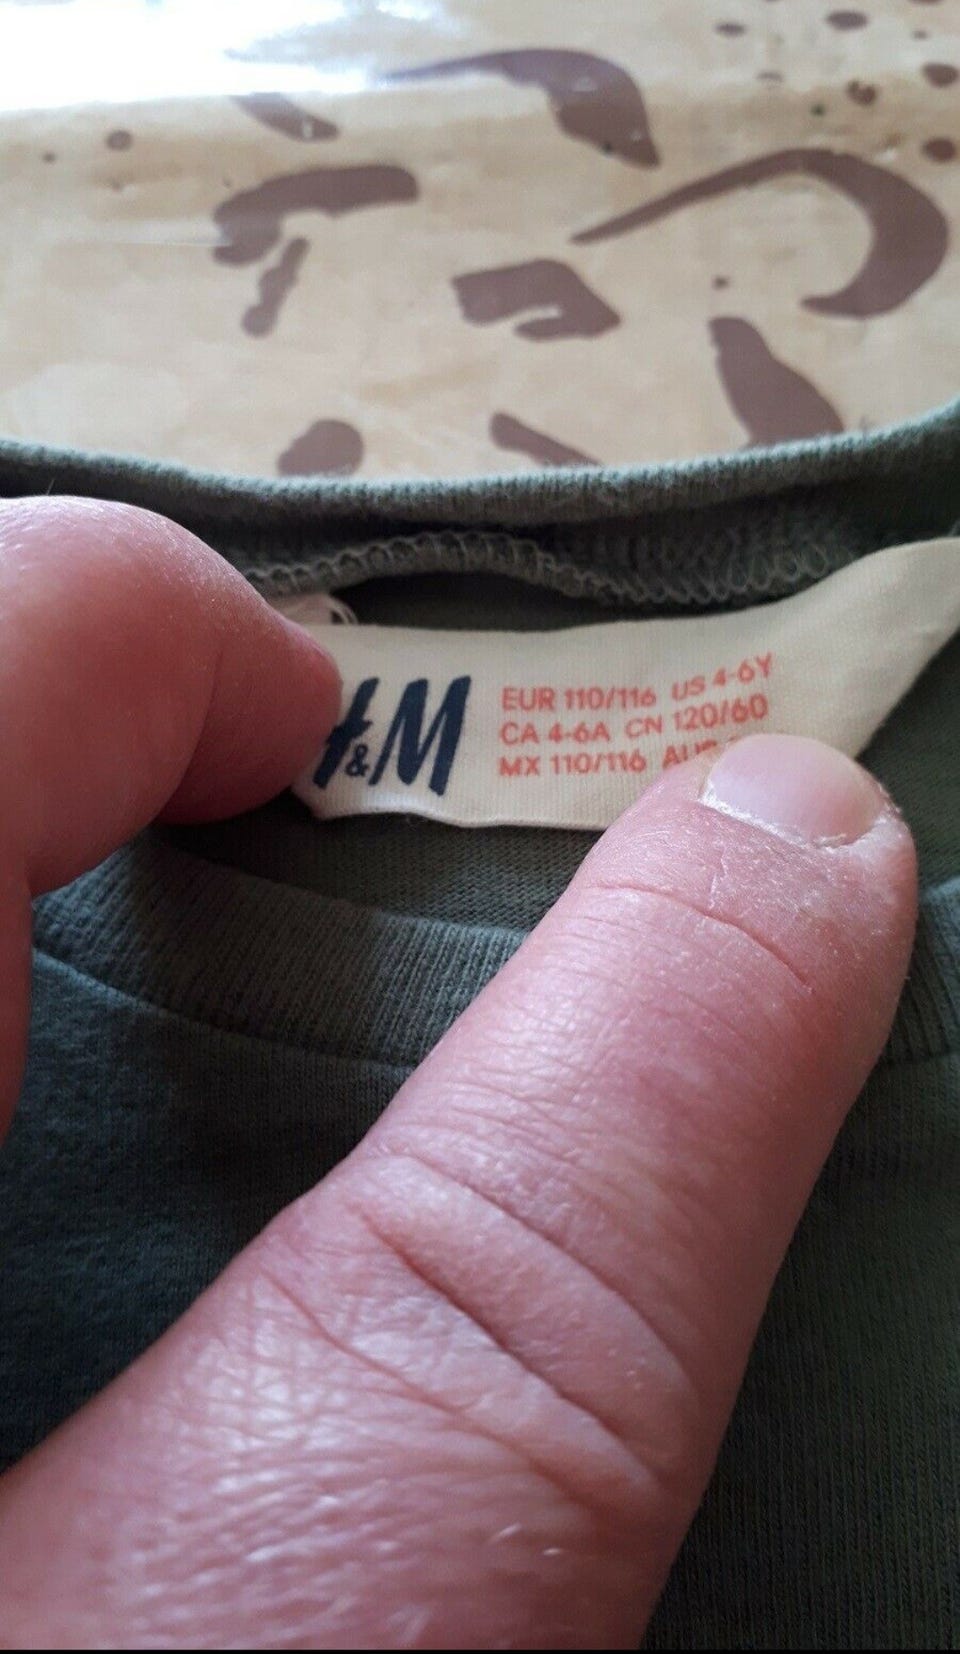 H&M
EUR 110/116 US 4-6Y
CA 4-6A CN 120/60
MX 110/116